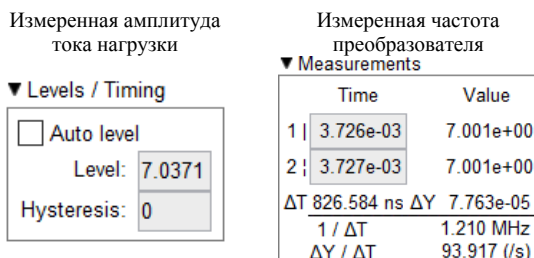 Измеренная амплитуда
тока нагрузки
▼ Levels / Timing
Auto level
Level: 7.0371
Hysteresis: 0
Измеренная частота
преобразователя
▼ Measurements
Time Value
1 | 3.726e-03 7.001e+00
2 ¦ 3.727e-03 7.001e+00
ΔT 826.584 ns ΔY 7.763e-05
1 / ΔT 1.210 MHz
ΔY / ΔT 93.917 (/s)